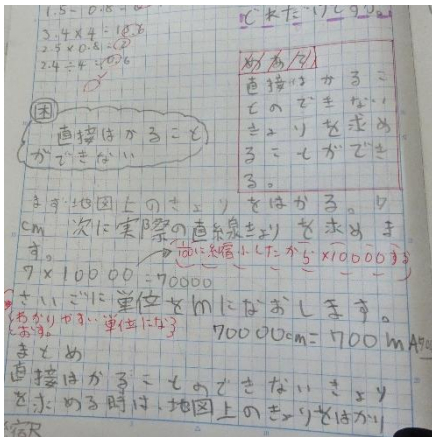 3.4×4=13.6
2.5×0.8=2
2.4÷4=0.6
めあて
直接はかるこ
とのできない
きょりを求め
ることができ
る。
困
直接はかること
ができない
まず地図上のきょりをはかる。7
cm 次に実際の直線きょりを求めま
す。
に縮小したから ×10000する
7×10000=70000
さいごに単位をmになおします。
わかりやすい単位になおす。
70000cm=700m
まとめ
直接はかることのできないきょり
を求める時は、地図上のきょりをはかり